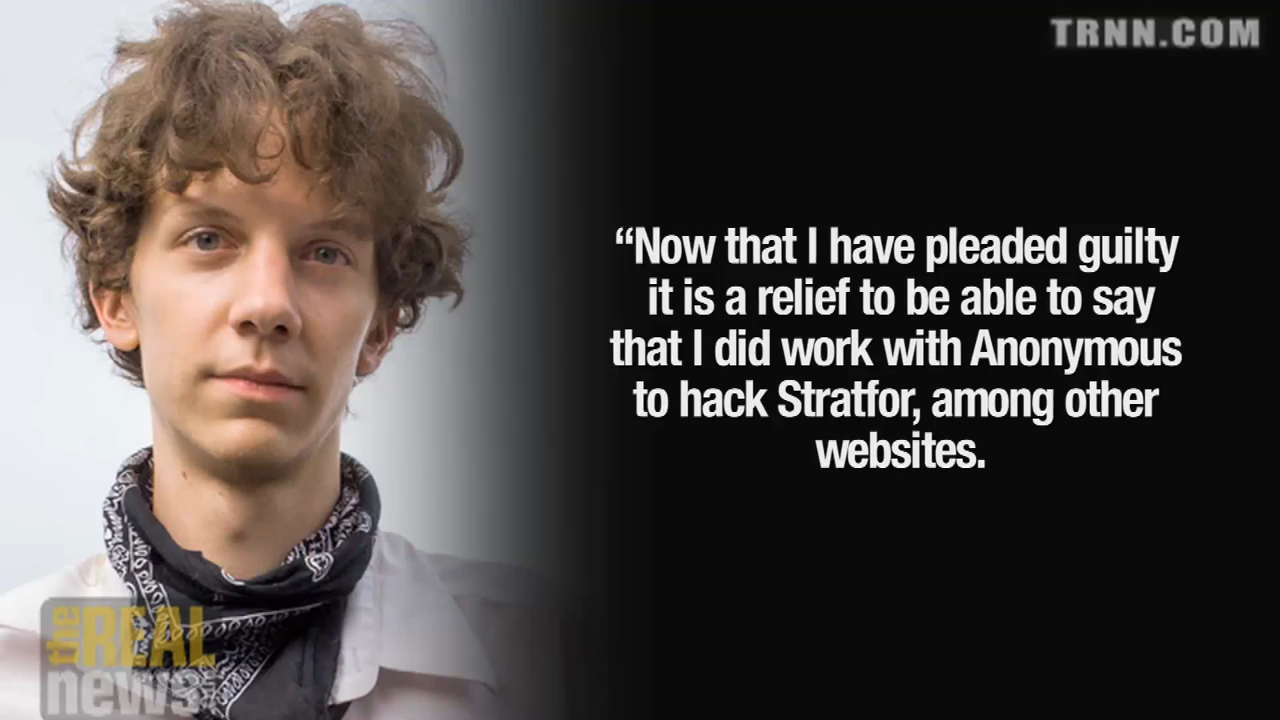 TRNN.COM
“Now that I have pleaded guilty
it is a relief to be able to say
that I did work with Anonymous
to hack Stratfor, among other
websites.
the REAL
news